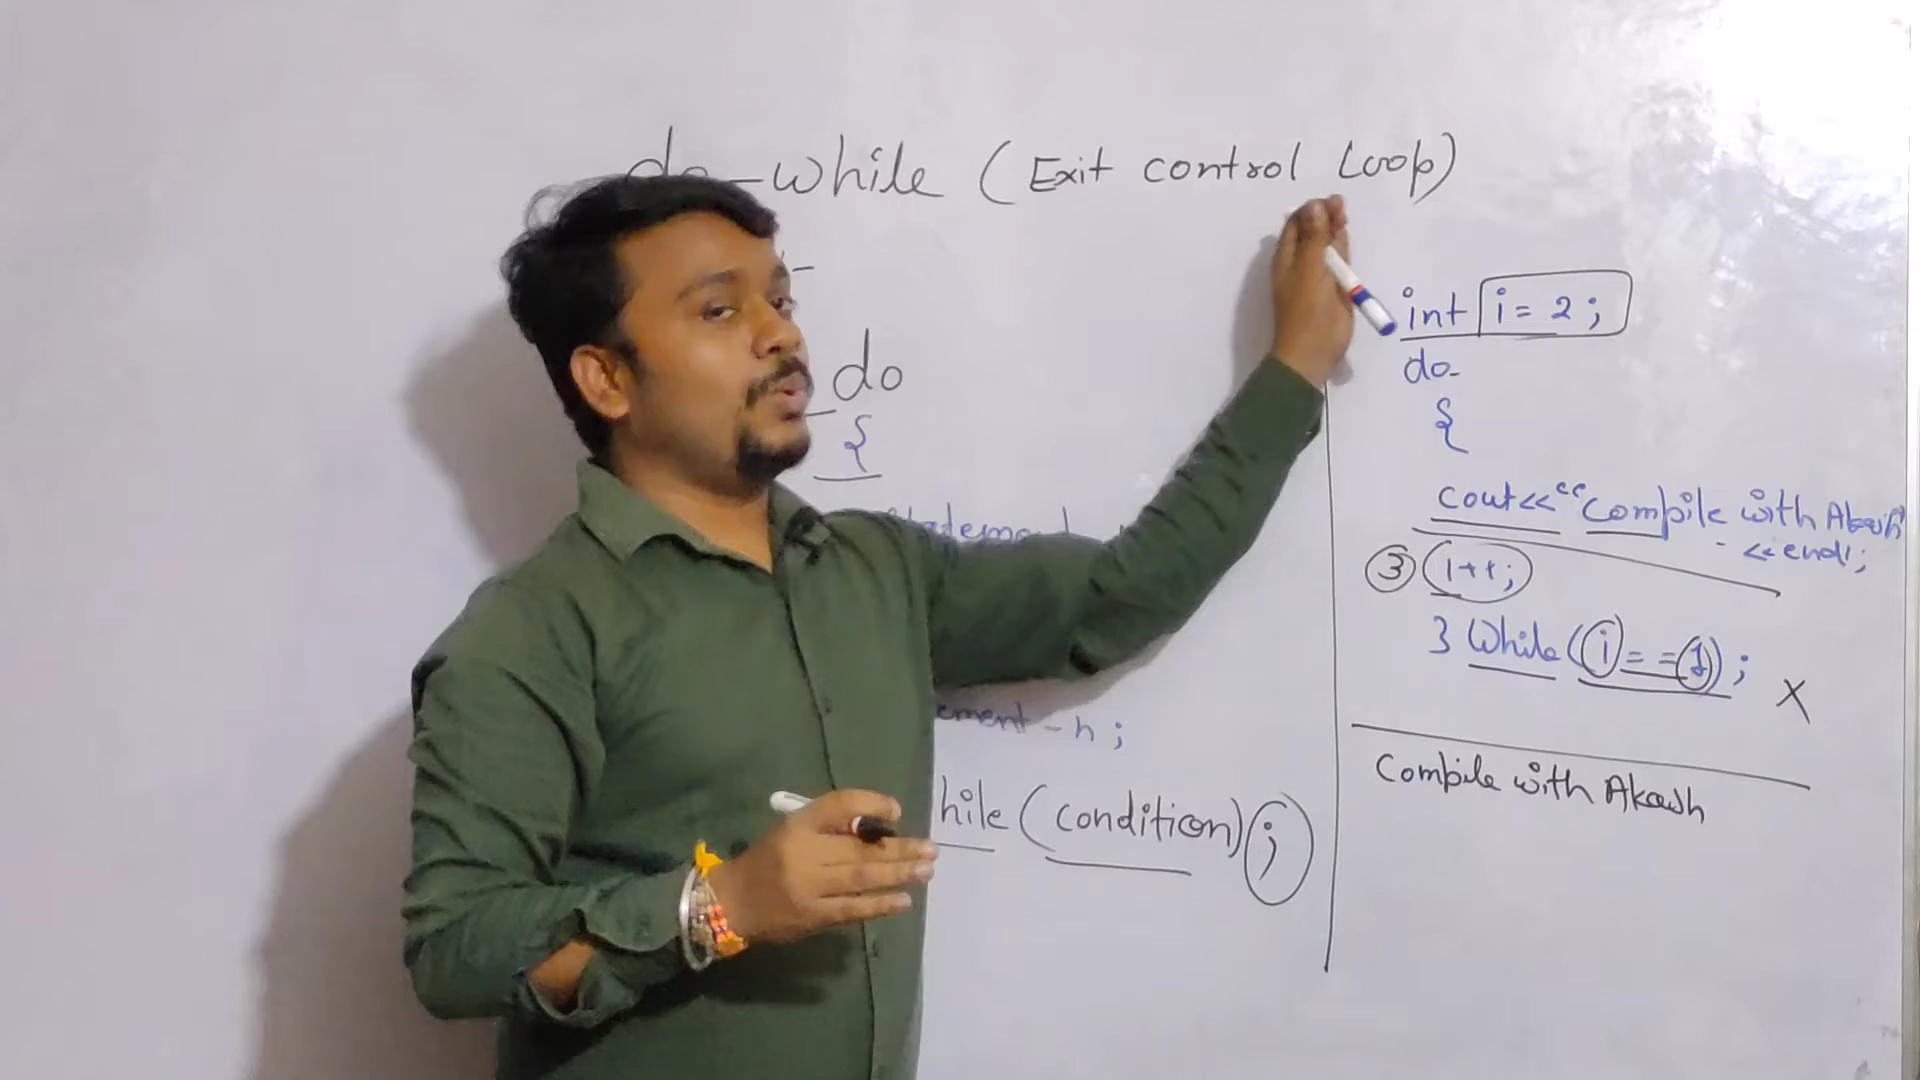 do-while (Exit control Loop)
do
{
statement
ement-n;
hile (condition);
int i = 2;
do
{
cout<<"Compile with Akash"
<<endl;
③ i++;
} While (i==1); X
Compile with Akash